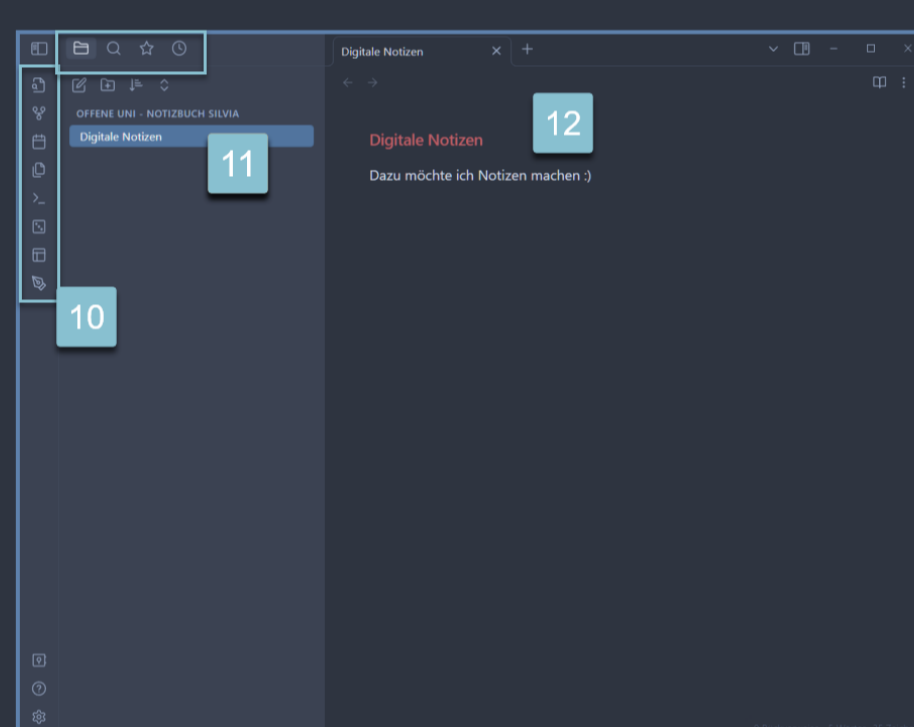 Digitale Notizen
OFFENE UNI - NOTIZBUCH SILVIA
Digitale Notizen
11
12
Digitale Notizen
Dazu möchte ich Notizen machen :)
10